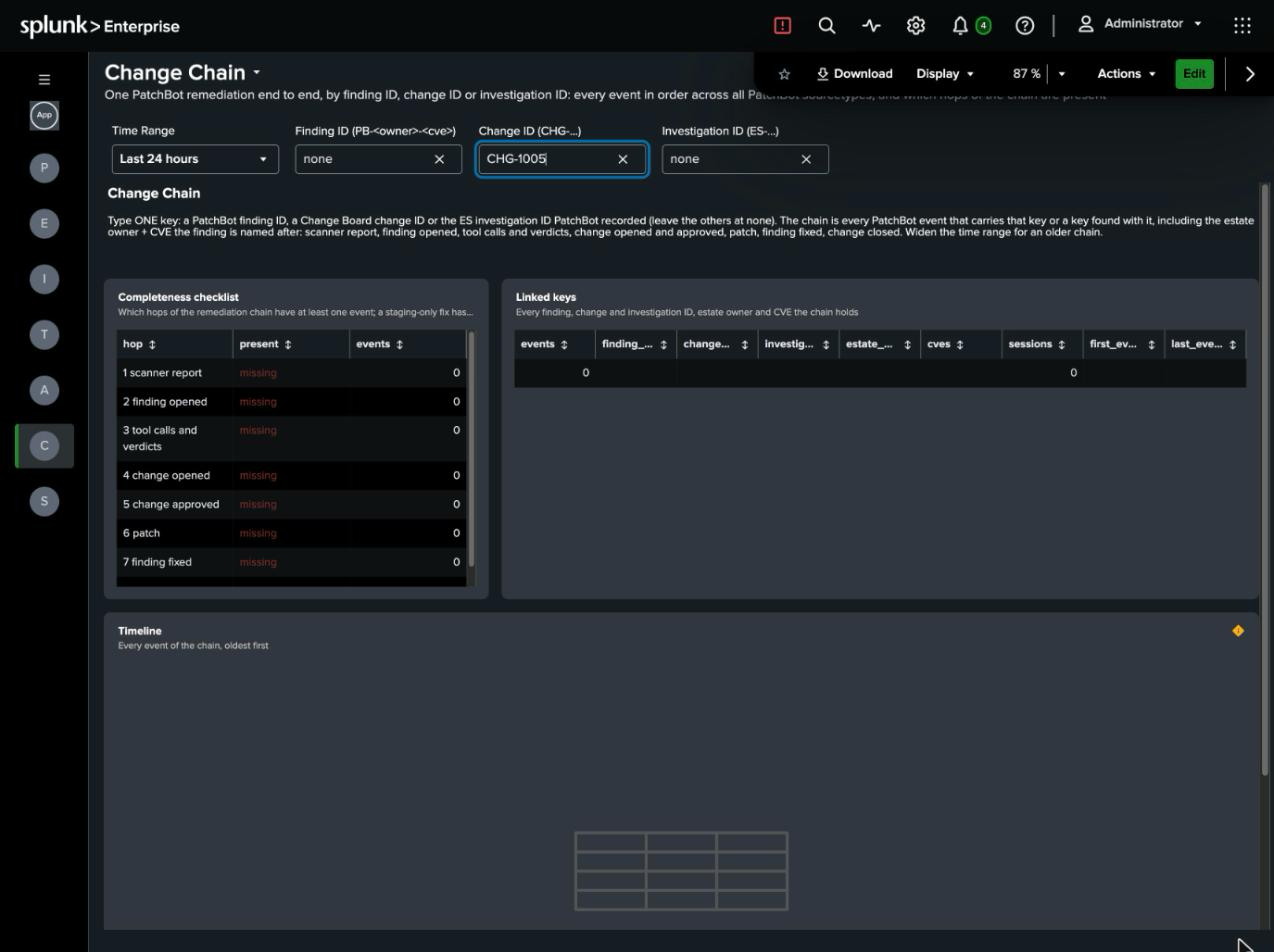 splunk> Enterprise
4
Administrator
App
P
E
I
T
A
C
S
Change Chain
Download
Display
87 %
Actions
Edit
One PatchBot remediation end to end, by finding ID, change ID or investigation ID: every event in order across all PatchBot sourcetypes, and which hops of the chain are present
Time Range
Finding ID (PB-<owner>-<cve>)
Change ID (CHG-...)
Investigation ID (ES-...)
Last 24 hours
none
CHG-1005
none
Change Chain
Type ONE key: a PatchBot finding ID, a Change Board change ID or the ES investigation ID PatchBot recorded (leave the others at none). The chain is every PatchBot event that carries that key or a key found with it, including the estate
owner + CVE the finding is named after: scanner report, finding opened, tool calls and verdicts, change opened and approved, patch, finding fixed, change closed. Widen the time range for an older chain.
Completeness checklist
Which hops of the remediation chain have at least one event; a staging-only fix has...
hop present events
1 scanner report missing 0
2 finding opened missing 0
3 tool calls and missing 0
verdicts
4 change opened missing 0
5 change approved missing 0
6 patch missing 0
7 finding fixed missing 0
Linked keys
Every finding, change and investigation ID, estate owner and CVE the chain holds
events finding_... change... investig... estate_... cves sessions first_ev... last_eve...
0 0
Timeline
Every event of the chain, oldest first